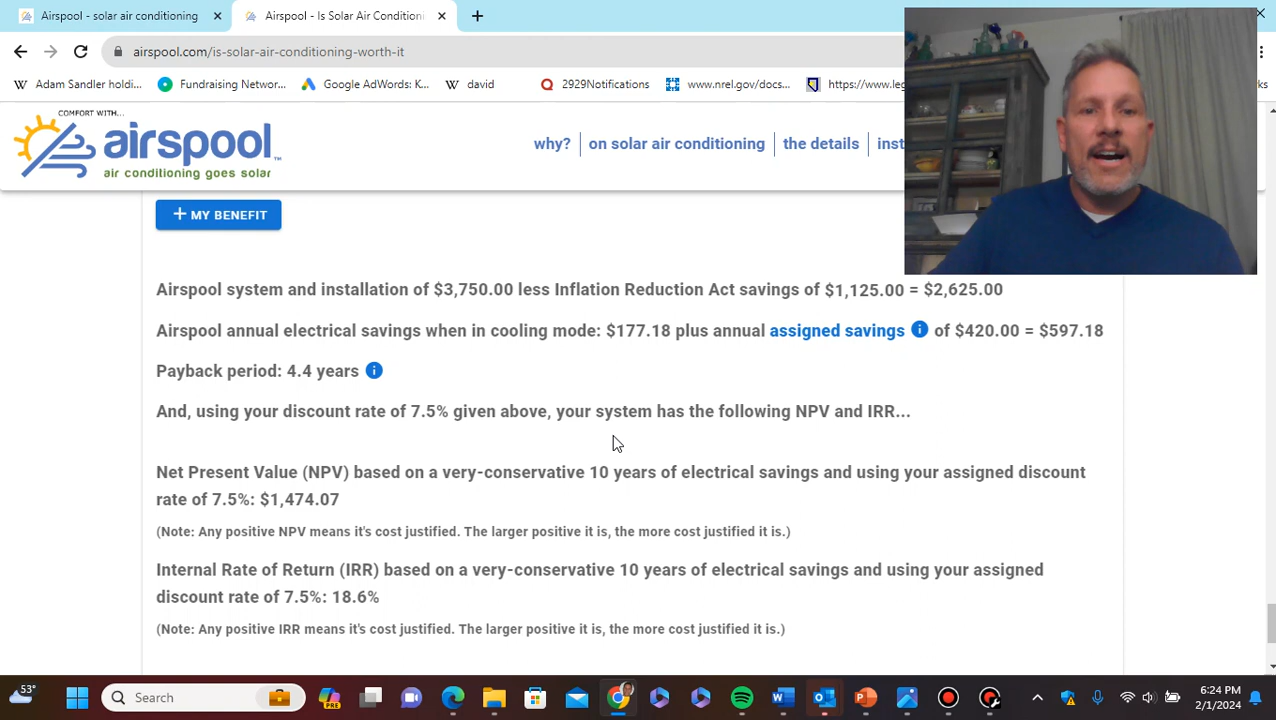 Airspool - solar air conditioning
Airspool - Is Solar Air Condition
airspool.com/is-solar-air-conditioning-worth-it
Adam Sandler holdi...
Fundraising Network...
Google AdWords: K...
david
2929Notifications
www.nrel.gov/docs...
https://www.leg
ks
COMFORT WITH...
airspool™
air conditioning goes solar
why?
on solar air conditioning
the details
inst
+ MY BENEFIT
Airspool system and installation of $3,750.00 less Inflation Reduction Act savings of $1,125.00 = $2,625.00
Airspool annual electrical savings when in cooling mode: $177.18 plus annual assigned savings i of $420.00 = $597.18
Payback period: 4.4 years i
And, using your discount rate of 7.5% given above, your system has the following NPV and IRR...
Net Present Value (NPV) based on a very-conservative 10 years of electrical savings and using your assigned discount
rate of 7.5%: $1,474.07
(Note: Any positive NPV means it's cost justified. The larger positive it is, the more cost justified it is.)
Internal Rate of Return (IRR) based on a very-conservative 10 years of electrical savings and using your assigned
discount rate of 7.5%: 18.6%
(Note: Any positive IRR means it's cost justified. The larger positive it is, the more cost justified it is.)
53°
Search
PRE
6:24 PM
2/1/2024